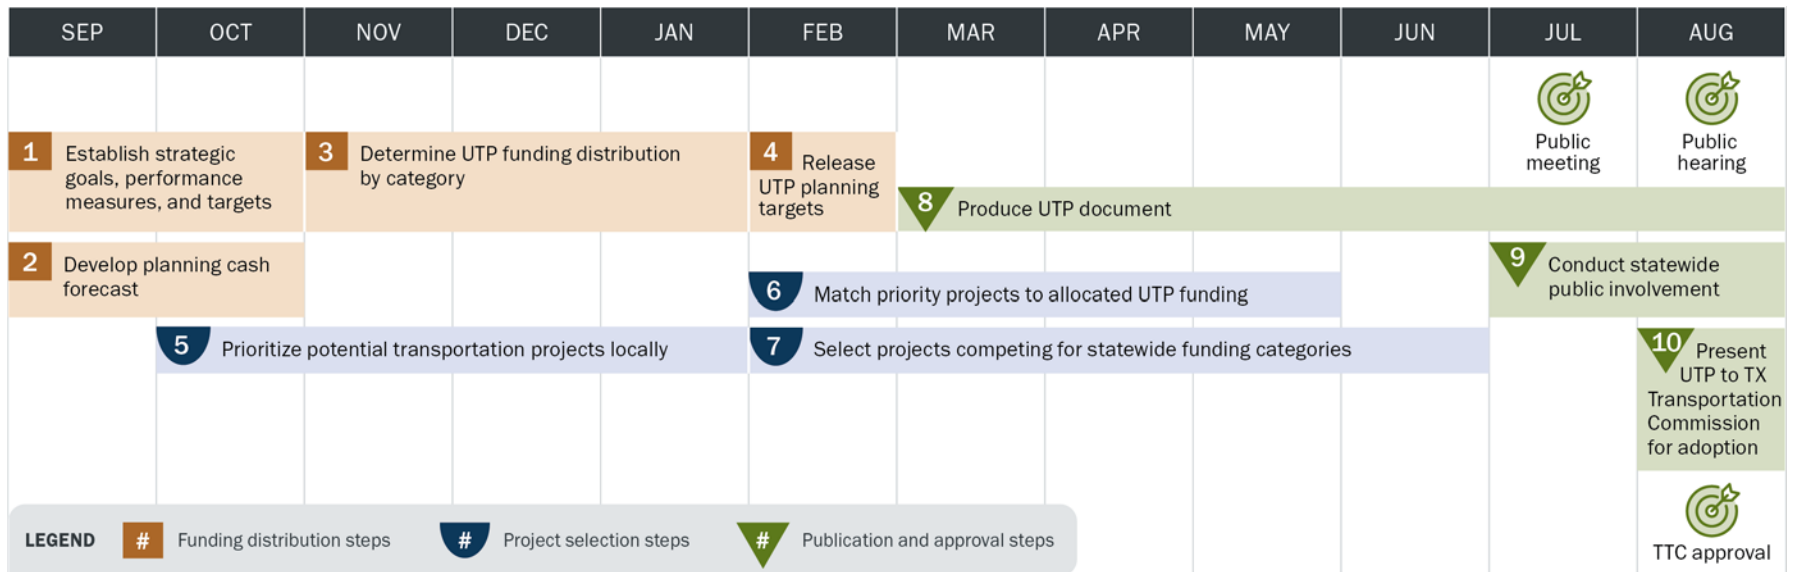 SEP OCT NOV DEC JAN FEB MAR APR MAY JUN JUL AUG
Public
meeting
Public
hearing
1 Establish strategic
goals, performance
measures, and targets
3 Determine UTP funding distribution
by category
4 Release
UTP planning
targets
8 Produce UTP document
2 Develop planning cash
forecast
6 Match priority projects to allocated UTP funding
9 Conduct statewide
public involvement
5 Prioritize potential transportation projects locally
7 Select projects competing for statewide funding categories
10 Present
UTP to TX
Transportation
Commission
for adoption
TTC approval
LEGEND # Funding distribution steps # Project selection steps # Publication and approval steps